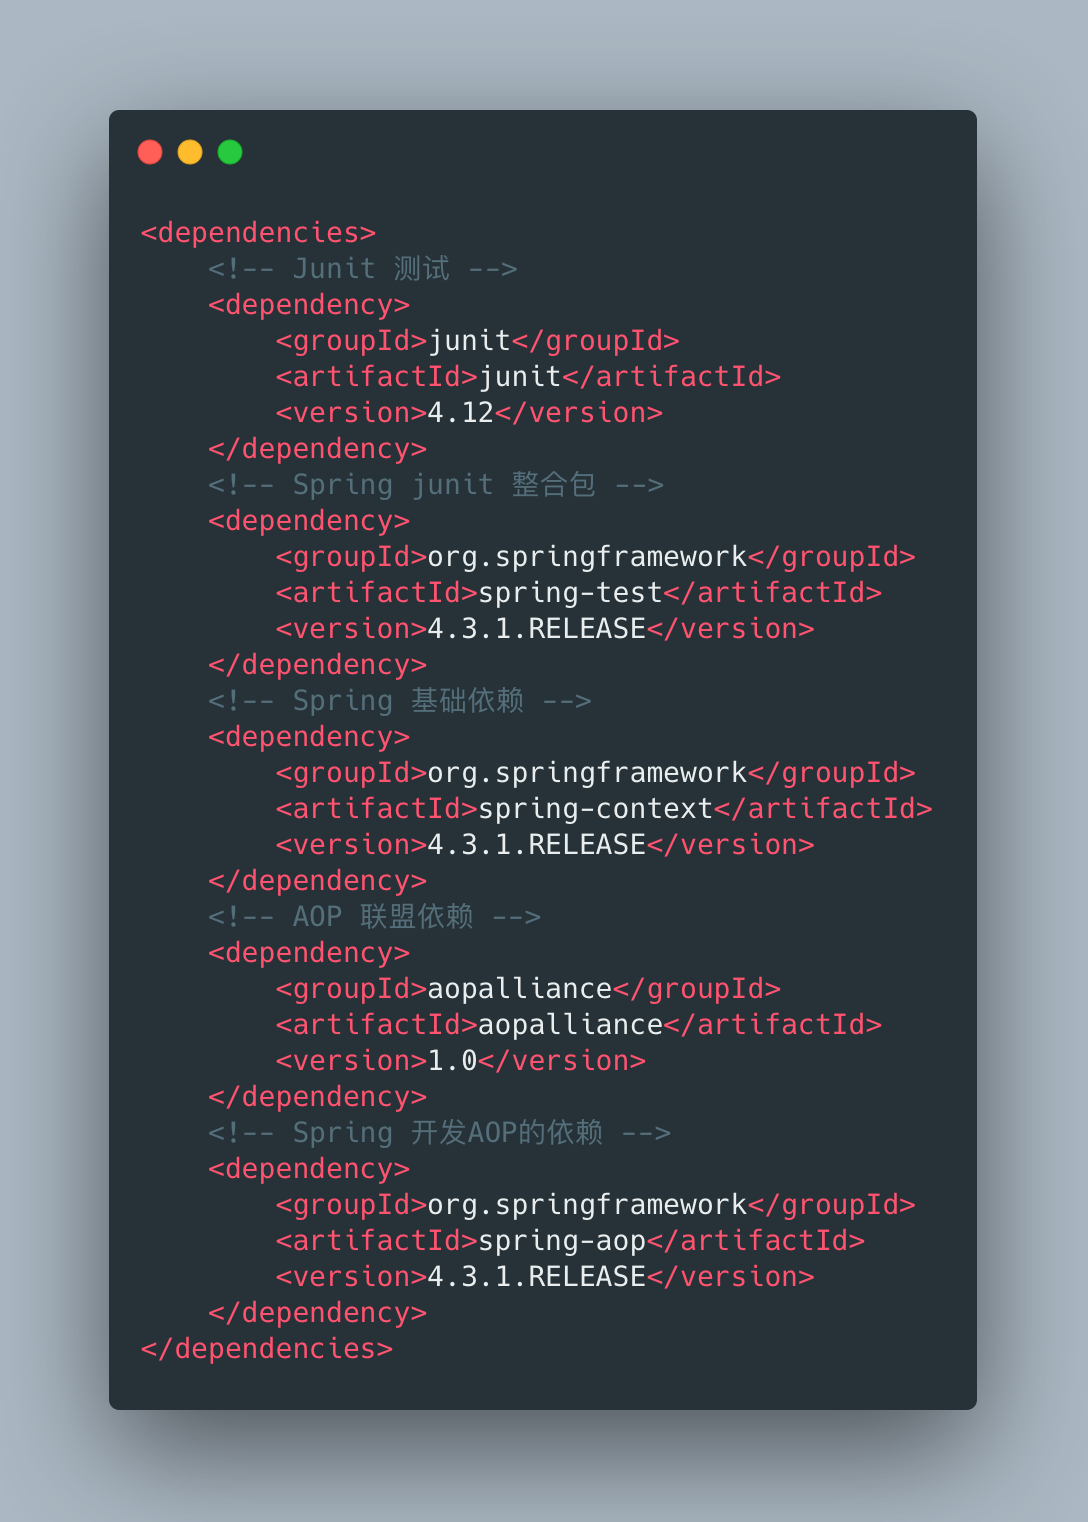 <dependencies>
    <!-- Junit 测试 -->
    <dependency>
        <groupId>junit</groupId>
        <artifactId>junit</artifactId>
        <version>4.12</version>
    </dependency>
    <!-- Spring junit 整合包 -->
    <dependency>
        <groupId>org.springframework</groupId>
        <artifactId>spring-test</artifactId>
        <version>4.3.1.RELEASE</version>
    </dependency>
    <!-- Spring 基础依赖 -->
    <dependency>
        <groupId>org.springframework</groupId>
        <artifactId>spring-context</artifactId>
        <version>4.3.1.RELEASE</version>
    </dependency>
    <!-- AOP 联盟依赖 -->
    <dependency>
        <groupId>aopalliance</groupId>
        <artifactId>aopalliance</artifactId>
        <version>1.0</version>
    </dependency>
    <!-- Spring 开发AOP的依赖 -->
    <dependency>
        <groupId>org.springframework</groupId>
        <artifactId>spring-aop</artifactId>
        <version>4.3.1.RELEASE</version>
    </dependency>
</dependencies>